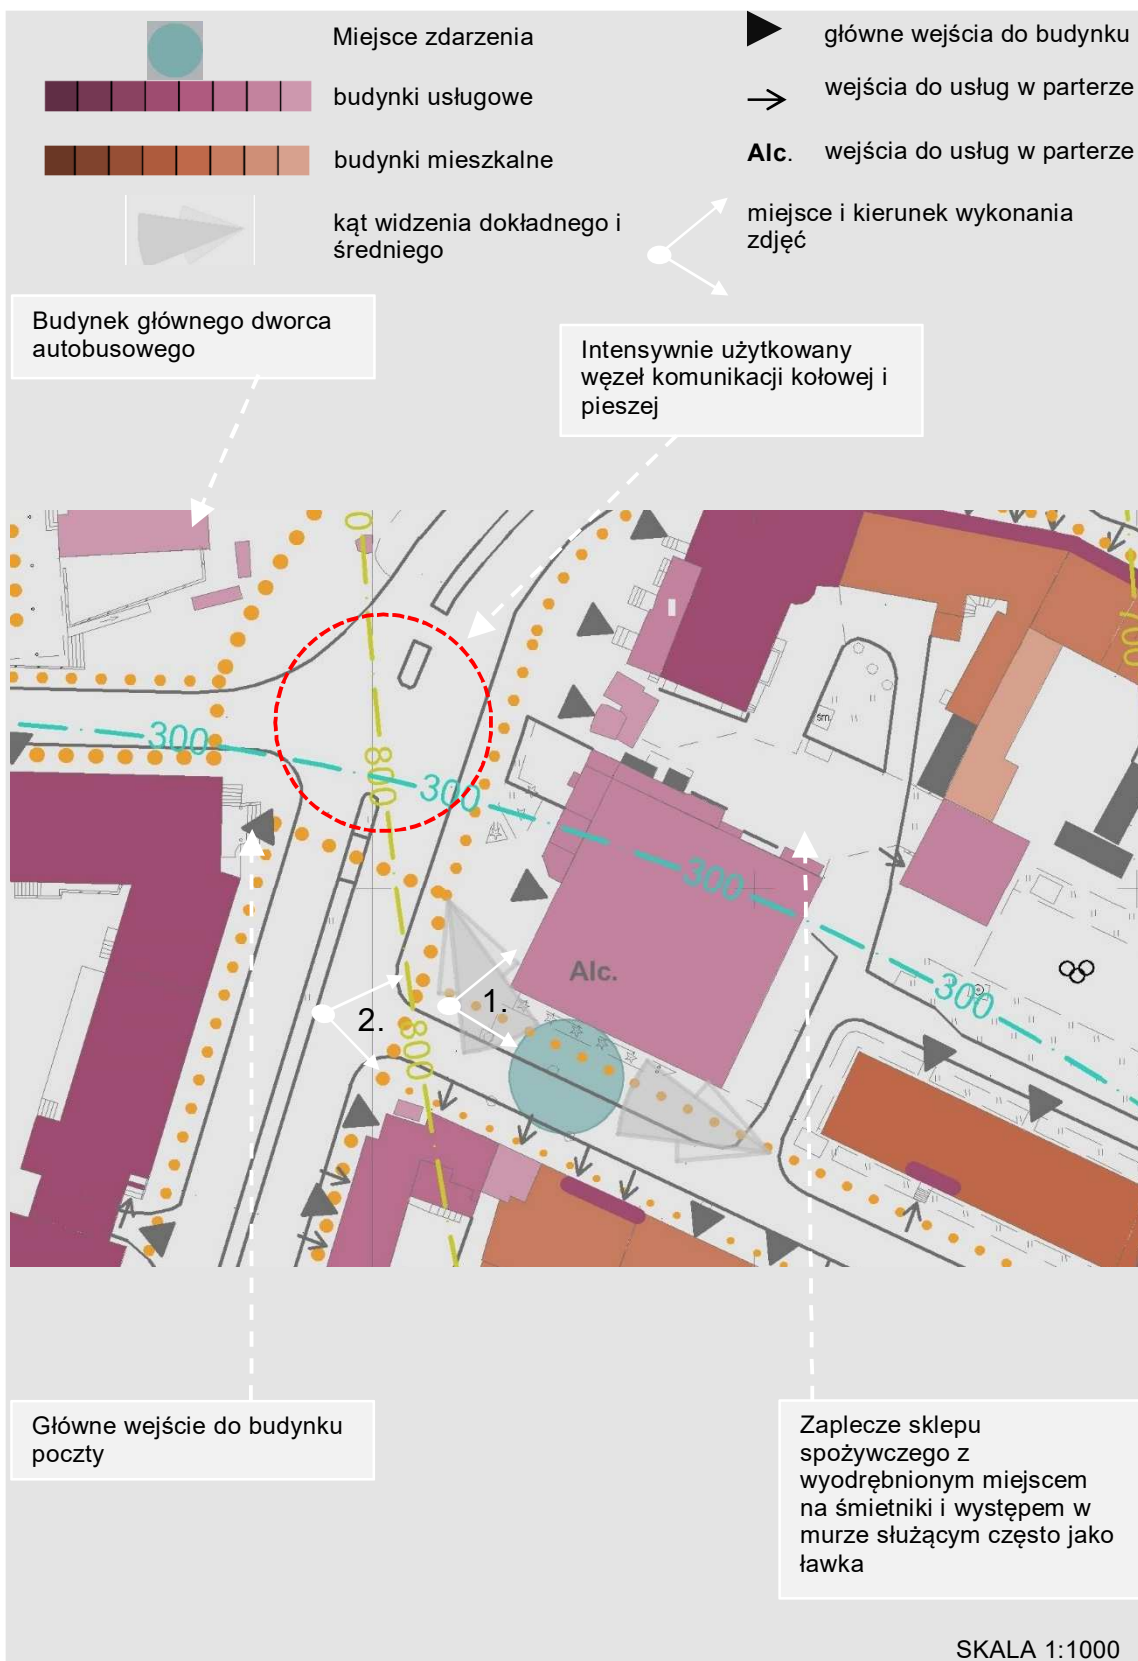 Miejsce zdarzenia
budynki usługowe
budynki mieszkalne
kąt widzenia dokładnego i
średniego
główne wejścia do budynku
wejścia do usług w parterze
Alc. wejścia do usług w parterze
miejsce i kierunek wykonania
zdjęć
Budynek głównego dworca
autobusowego
Intensywnie użytkowany
węzeł komunikacji kołowej i
pieszej
0
700
śm.
300
800
300
300
Alc.
300
1.
2.
800
Główne wejście do budynku
poczty
Zaplecze sklepu
spożywczego z
wyodrębnionym miejscem
na śmietniki i występem w
murze służącym często jako
ławka
SKALA 1:1000